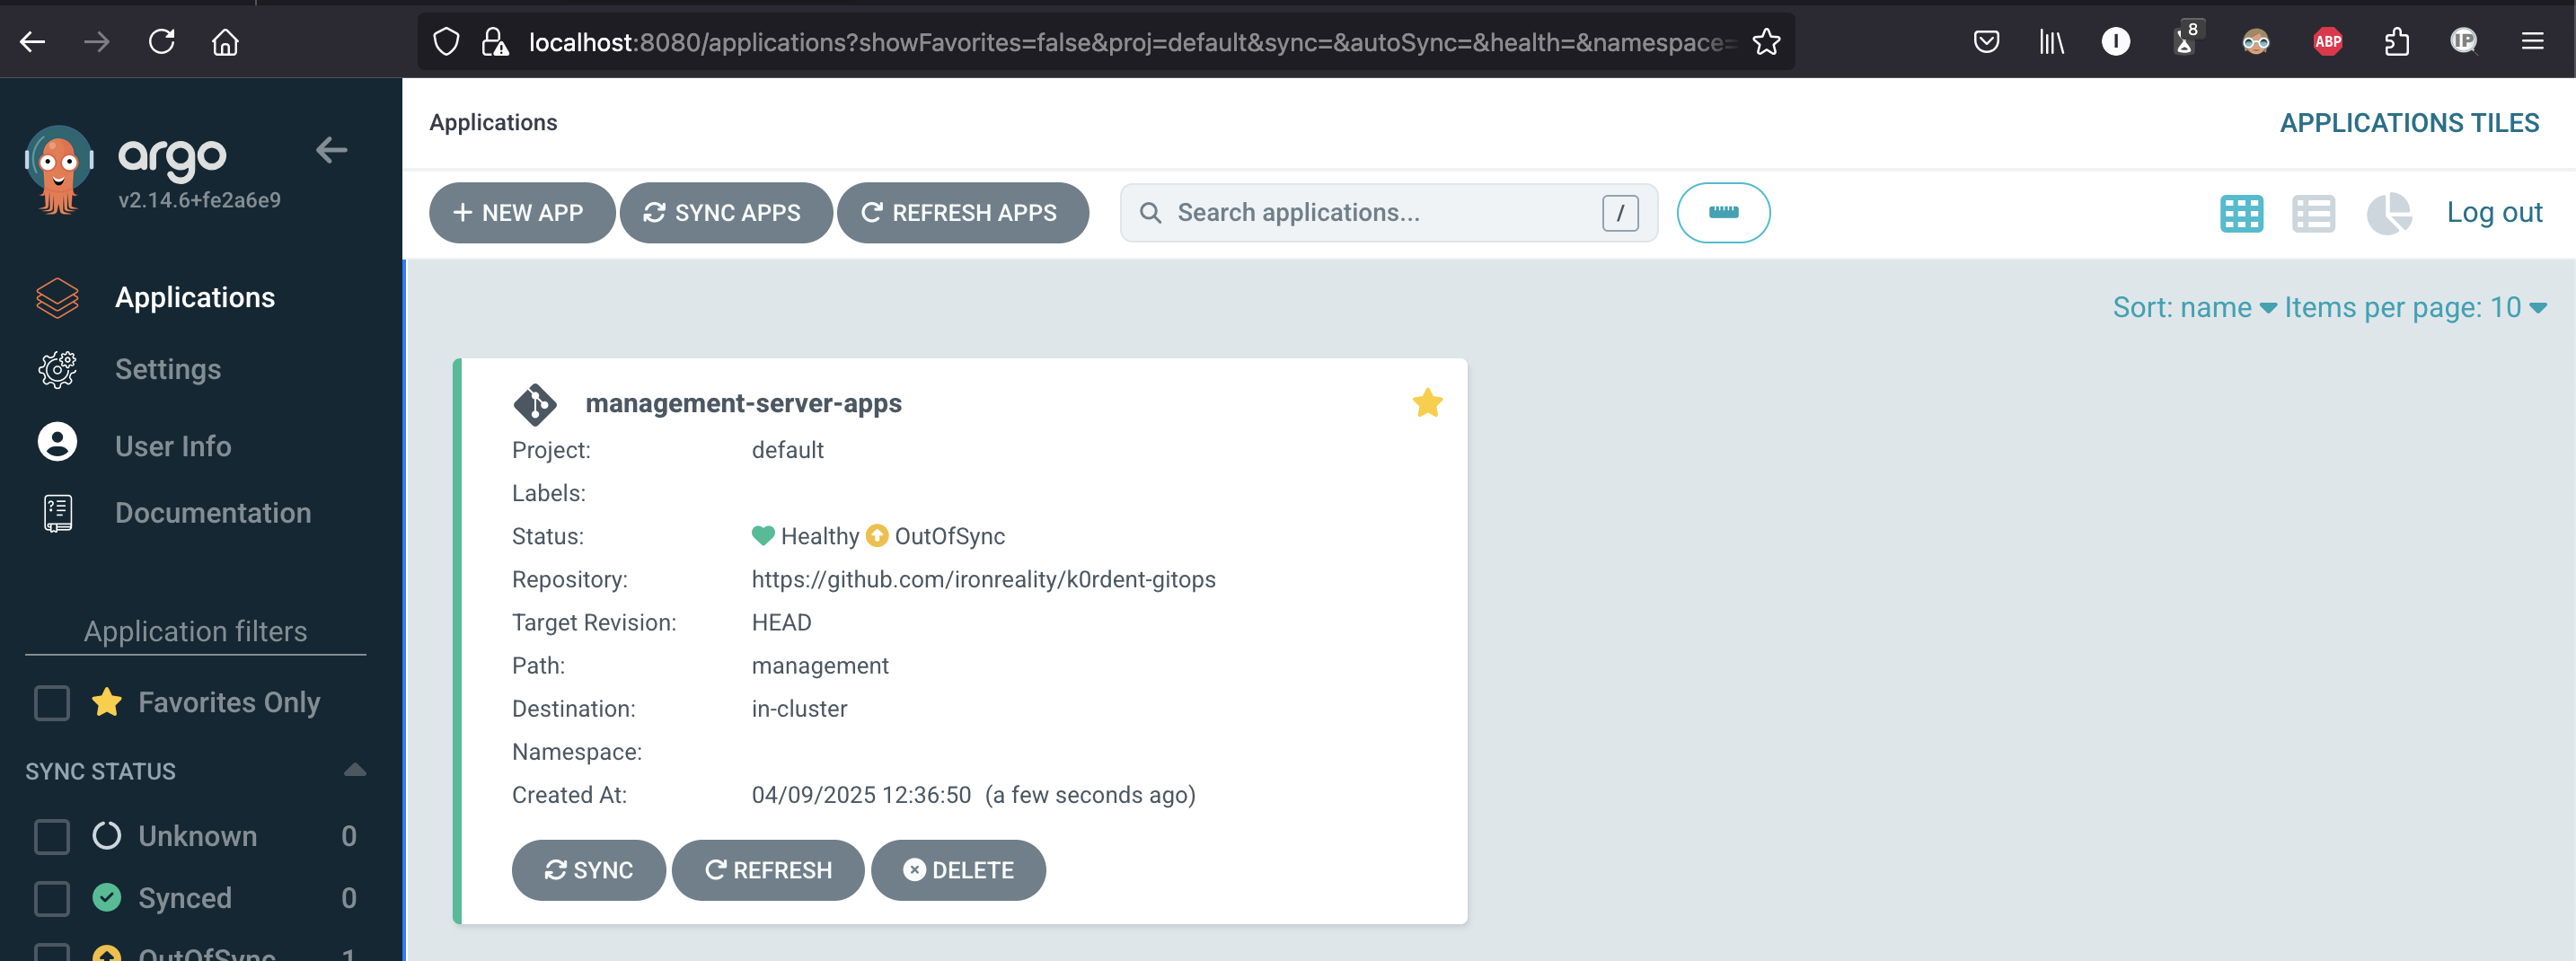 localhost:8080/applications?showFavorites=false&proj=default&sync=&autoSync=&health=&namespace=
8
ABP
IP
argo
v2.14.6+fe2a6e9
Applications
Settings
User Info
Documentation
Application filters
Favorites Only
SYNC STATUS
Unknown 0
Synced 0
OutOfSync 1
Applications
APPLICATIONS TILES
NEW APP SYNC APPS REFRESH APPS Search applications... / Log out
Sort: name Items per page: 10
management-server-apps
Project: default
Labels:
Status: Healthy OutOfSync
Repository: https://github.com/ironreality/k0rdent-gitops
Target Revision: HEAD
Path: management
Destination: in-cluster
Namespace:
Created At: 04/09/2025 12:36:50 (a few seconds ago)
SYNC REFRESH DELETE